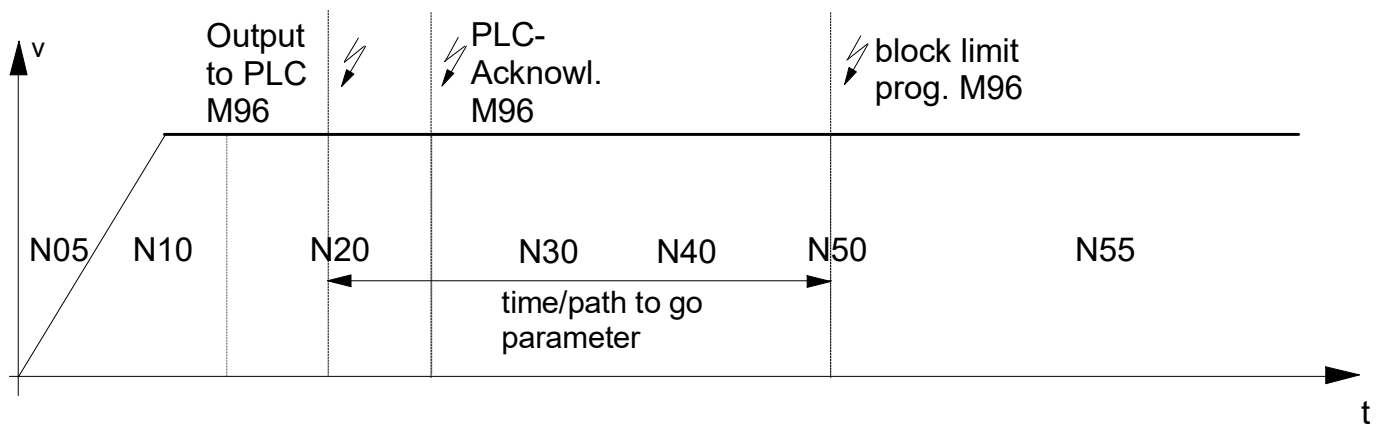 v
Output
to PLC
M96
PLC-
Acknowl.
M96
block limit
prog. M96
N05
N10
N20
N30
N40
N50
N55
time/path to go
parameter
t